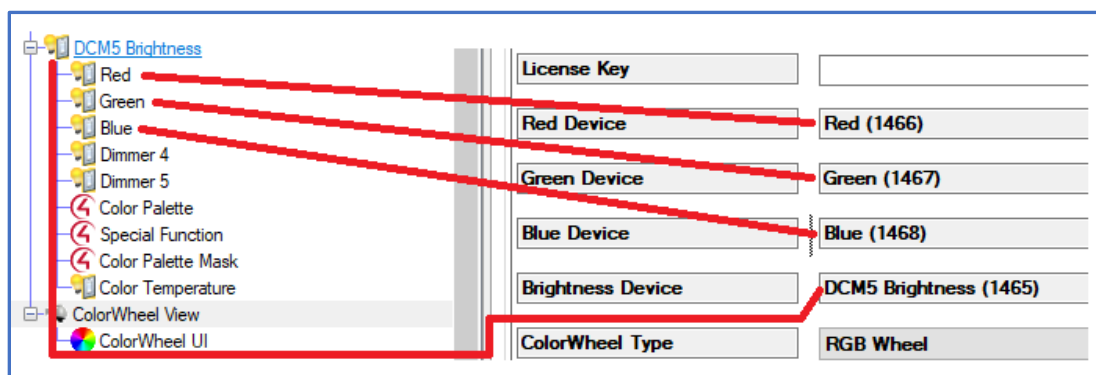 DCM5 Brightness
Red
Green
Blue
Dimmer 4
Dimmer 5
Color Palette
Special Function
Color Palette Mask
Color Temperature
ColorWheel View
ColorWheel UI
License Key
Red Device Red (1466)
Green Device Green (1467)
Blue Device Blue (1468)
Brightness Device DCM5 Brightness (1465)
ColorWheel Type RGB Wheel